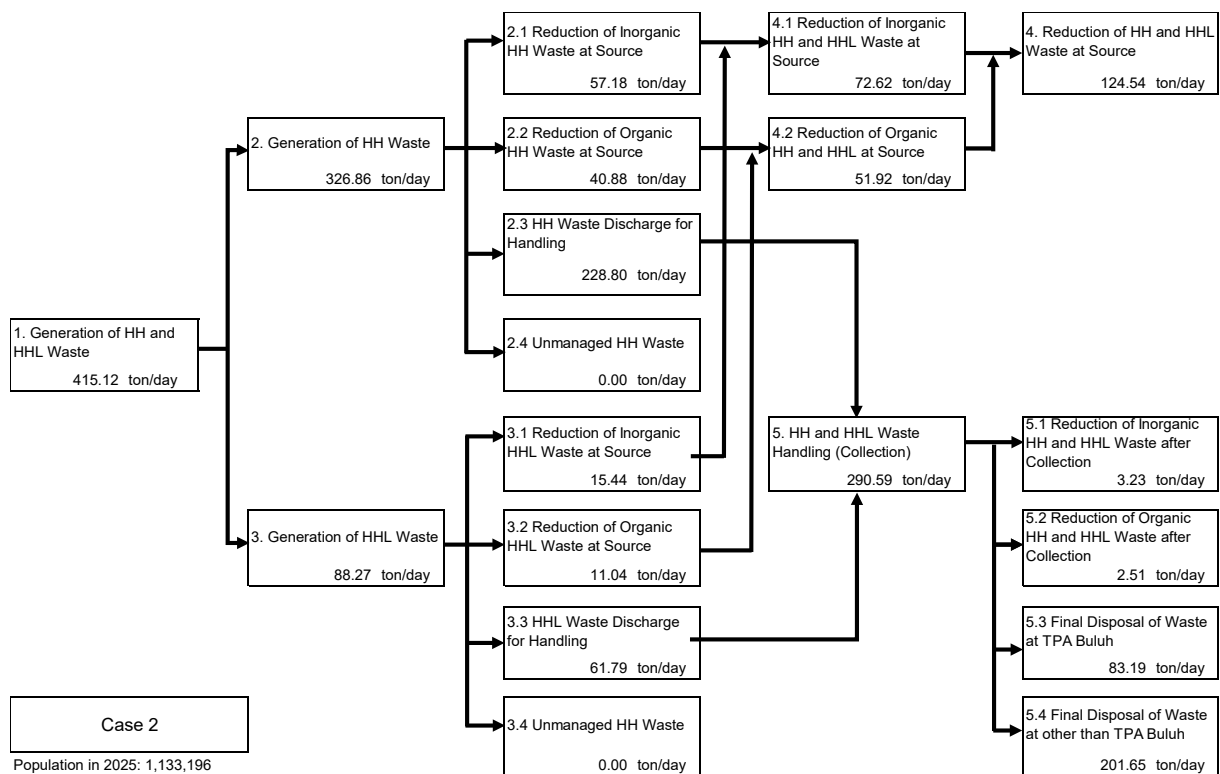 2.1 Reduction of Inorganic
HH Waste at Source
57.18 ton/day
4.1 Reduction of Inorganic
HH and HHL Waste at
Source
72.62 ton/day
4. Reduction of HH and HHL
Waste at Source
124.54 ton/day
2. Generation of HH Waste
326.86 ton/day
2.2 Reduction of Organic
HH Waste at Source
40.88 ton/day
4.2 Reduction of Organic
HH and HHL at Source
51.92 ton/day
2.3 HH Waste Discharge for
Handling
228.80 ton/day
1. Generation of HH and
HHL Waste
415.12 ton/day
2.4 Unmanaged HH Waste
0.00 ton/day
3.1 Reduction of Inorganic
HHL Waste at Source
15.44 ton/day
5. HH and HHL Waste
Handling (Collection)
290.59 ton/day
5.1 Reduction of Inorganic
HH and HHL Waste after
Collection
3.23 ton/day
3. Generation of HHL Waste
88.27 ton/day
3.2 Reduction of Organic
HHL Waste at Source
11.04 ton/day
5.2 Reduction of Organic
HH and HHL Waste after
Collection
2.51 ton/day
3.3 HHL Waste Discharge
for Handling
61.79 ton/day
5.3 Final Disposal of Waste
at TPA Buluh
83.19 ton/day
Case 2
Population in 2025: 1,133,196
3.4 Unmanaged HH Waste
0.00 ton/day
5.4 Final Disposal of Waste
at other than TPA Buluh
201.65 ton/day